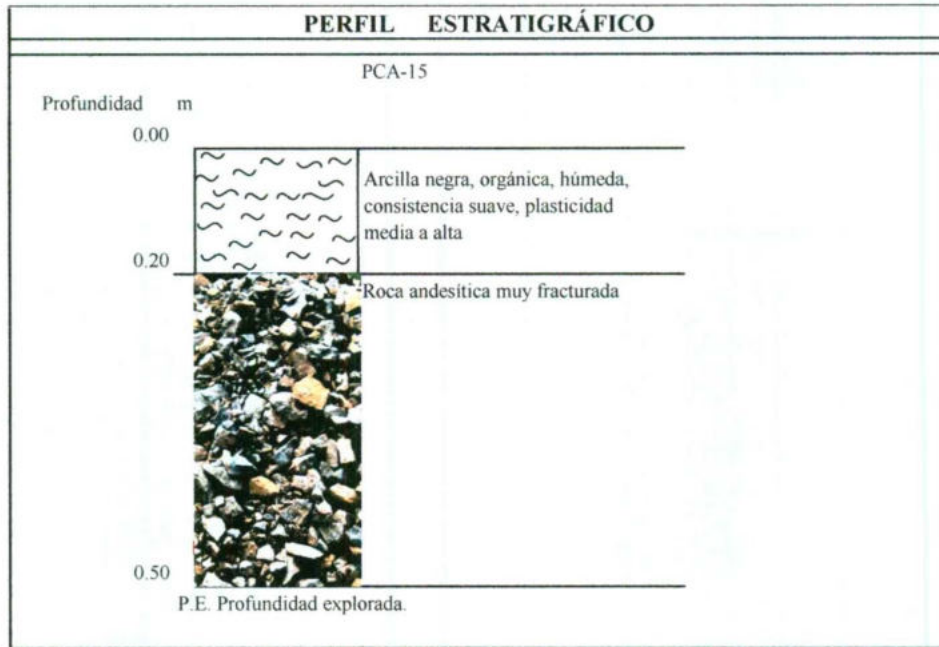 PERFIL ESTRATIGRÁFICO
PCA-15
Profundidad m
0.00
Arcilla negra, orgánica, húmeda,
consistencia suave, plasticidad
media a alta
0.20
Roca andesítica muy fracturada
0.50
P.E. Profundidad explorada.